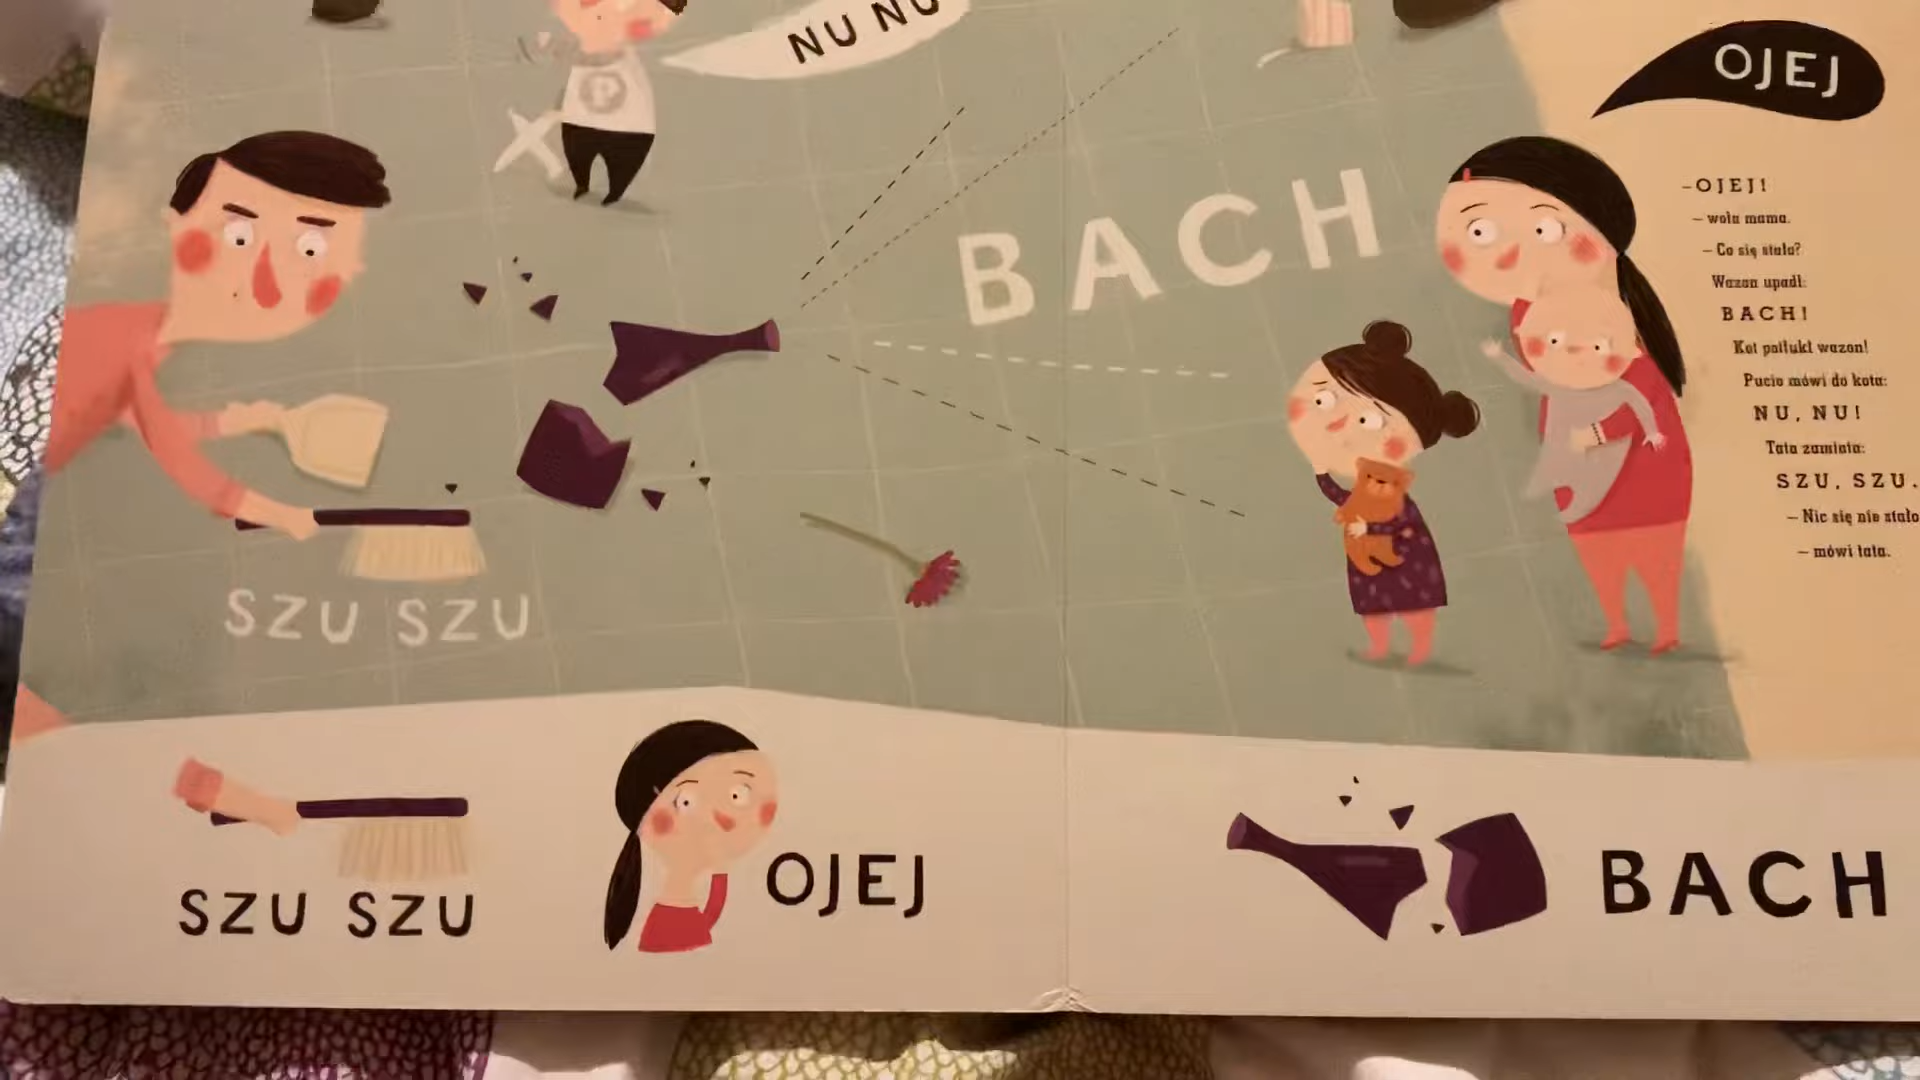 NU NU
P
OJEJ
BACH
– OJEJ!
– woła mama.
– Co się stało?
Wazon upadł:
BACH!
Kot potłukł wazon!
Pucio mówi do kota:
NU, NU!
Tata zamiata:
SZU, SZU.
– Nic się nie stało
– mówi tata.
SZU SZU
SZU SZU
OJEJ
BACH